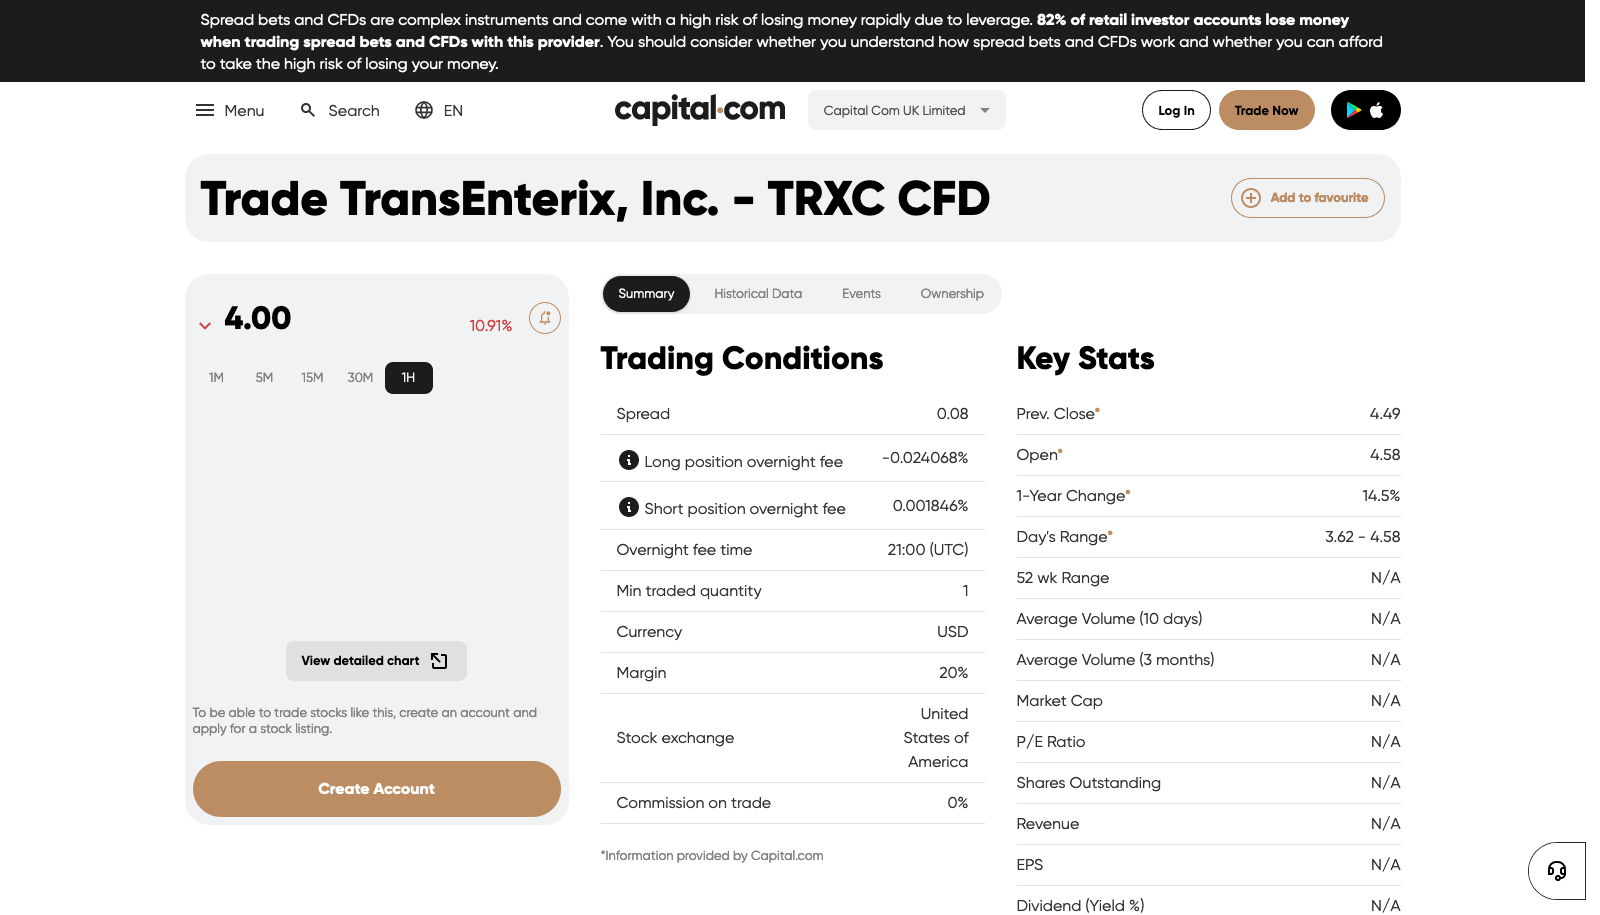 Spread bets and CFDs are complex instruments and come with a high risk of losing money rapidly due to leverage. 82% of retail investor accounts lose money
when trading spread bets and CFDs with this provider. You should consider whether you understand how spread bets and CFDs work and whether you can afford
to take the high risk of losing your money.
Menu Search EN capital.com Capital Com UK Limited Log In Trade Now
Trade TransEnterix, Inc. - TRXC CFD
Add to favourite
4.00 10.91%
1M 5M 15M 30M 1H
View detailed chart
To be able to trade stocks like this, create an account and
apply for a stock listing.
Create Account
Summary Historical Data Events Ownership
Trading Conditions
Spread 0.08
Long position overnight fee -0.024068%
Short position overnight fee 0.001846%
Overnight fee time 21:00 (UTC)
Min traded quantity 1
Currency USD
Margin 20%
Stock exchange United
States of
America
Commission on trade 0%
*Information provided by Capital.com
Key Stats
Prev. Close* 4.49
Open* 4.58
1-Year Change* 14.5%
Day's Range* 3.62 - 4.58
52 wk Range N/A
Average Volume (10 days) N/A
Average Volume (3 months) N/A
Market Cap N/A
P/E Ratio N/A
Shares Outstanding N/A
Revenue N/A
EPS N/A
Dividend (Yield %) N/A